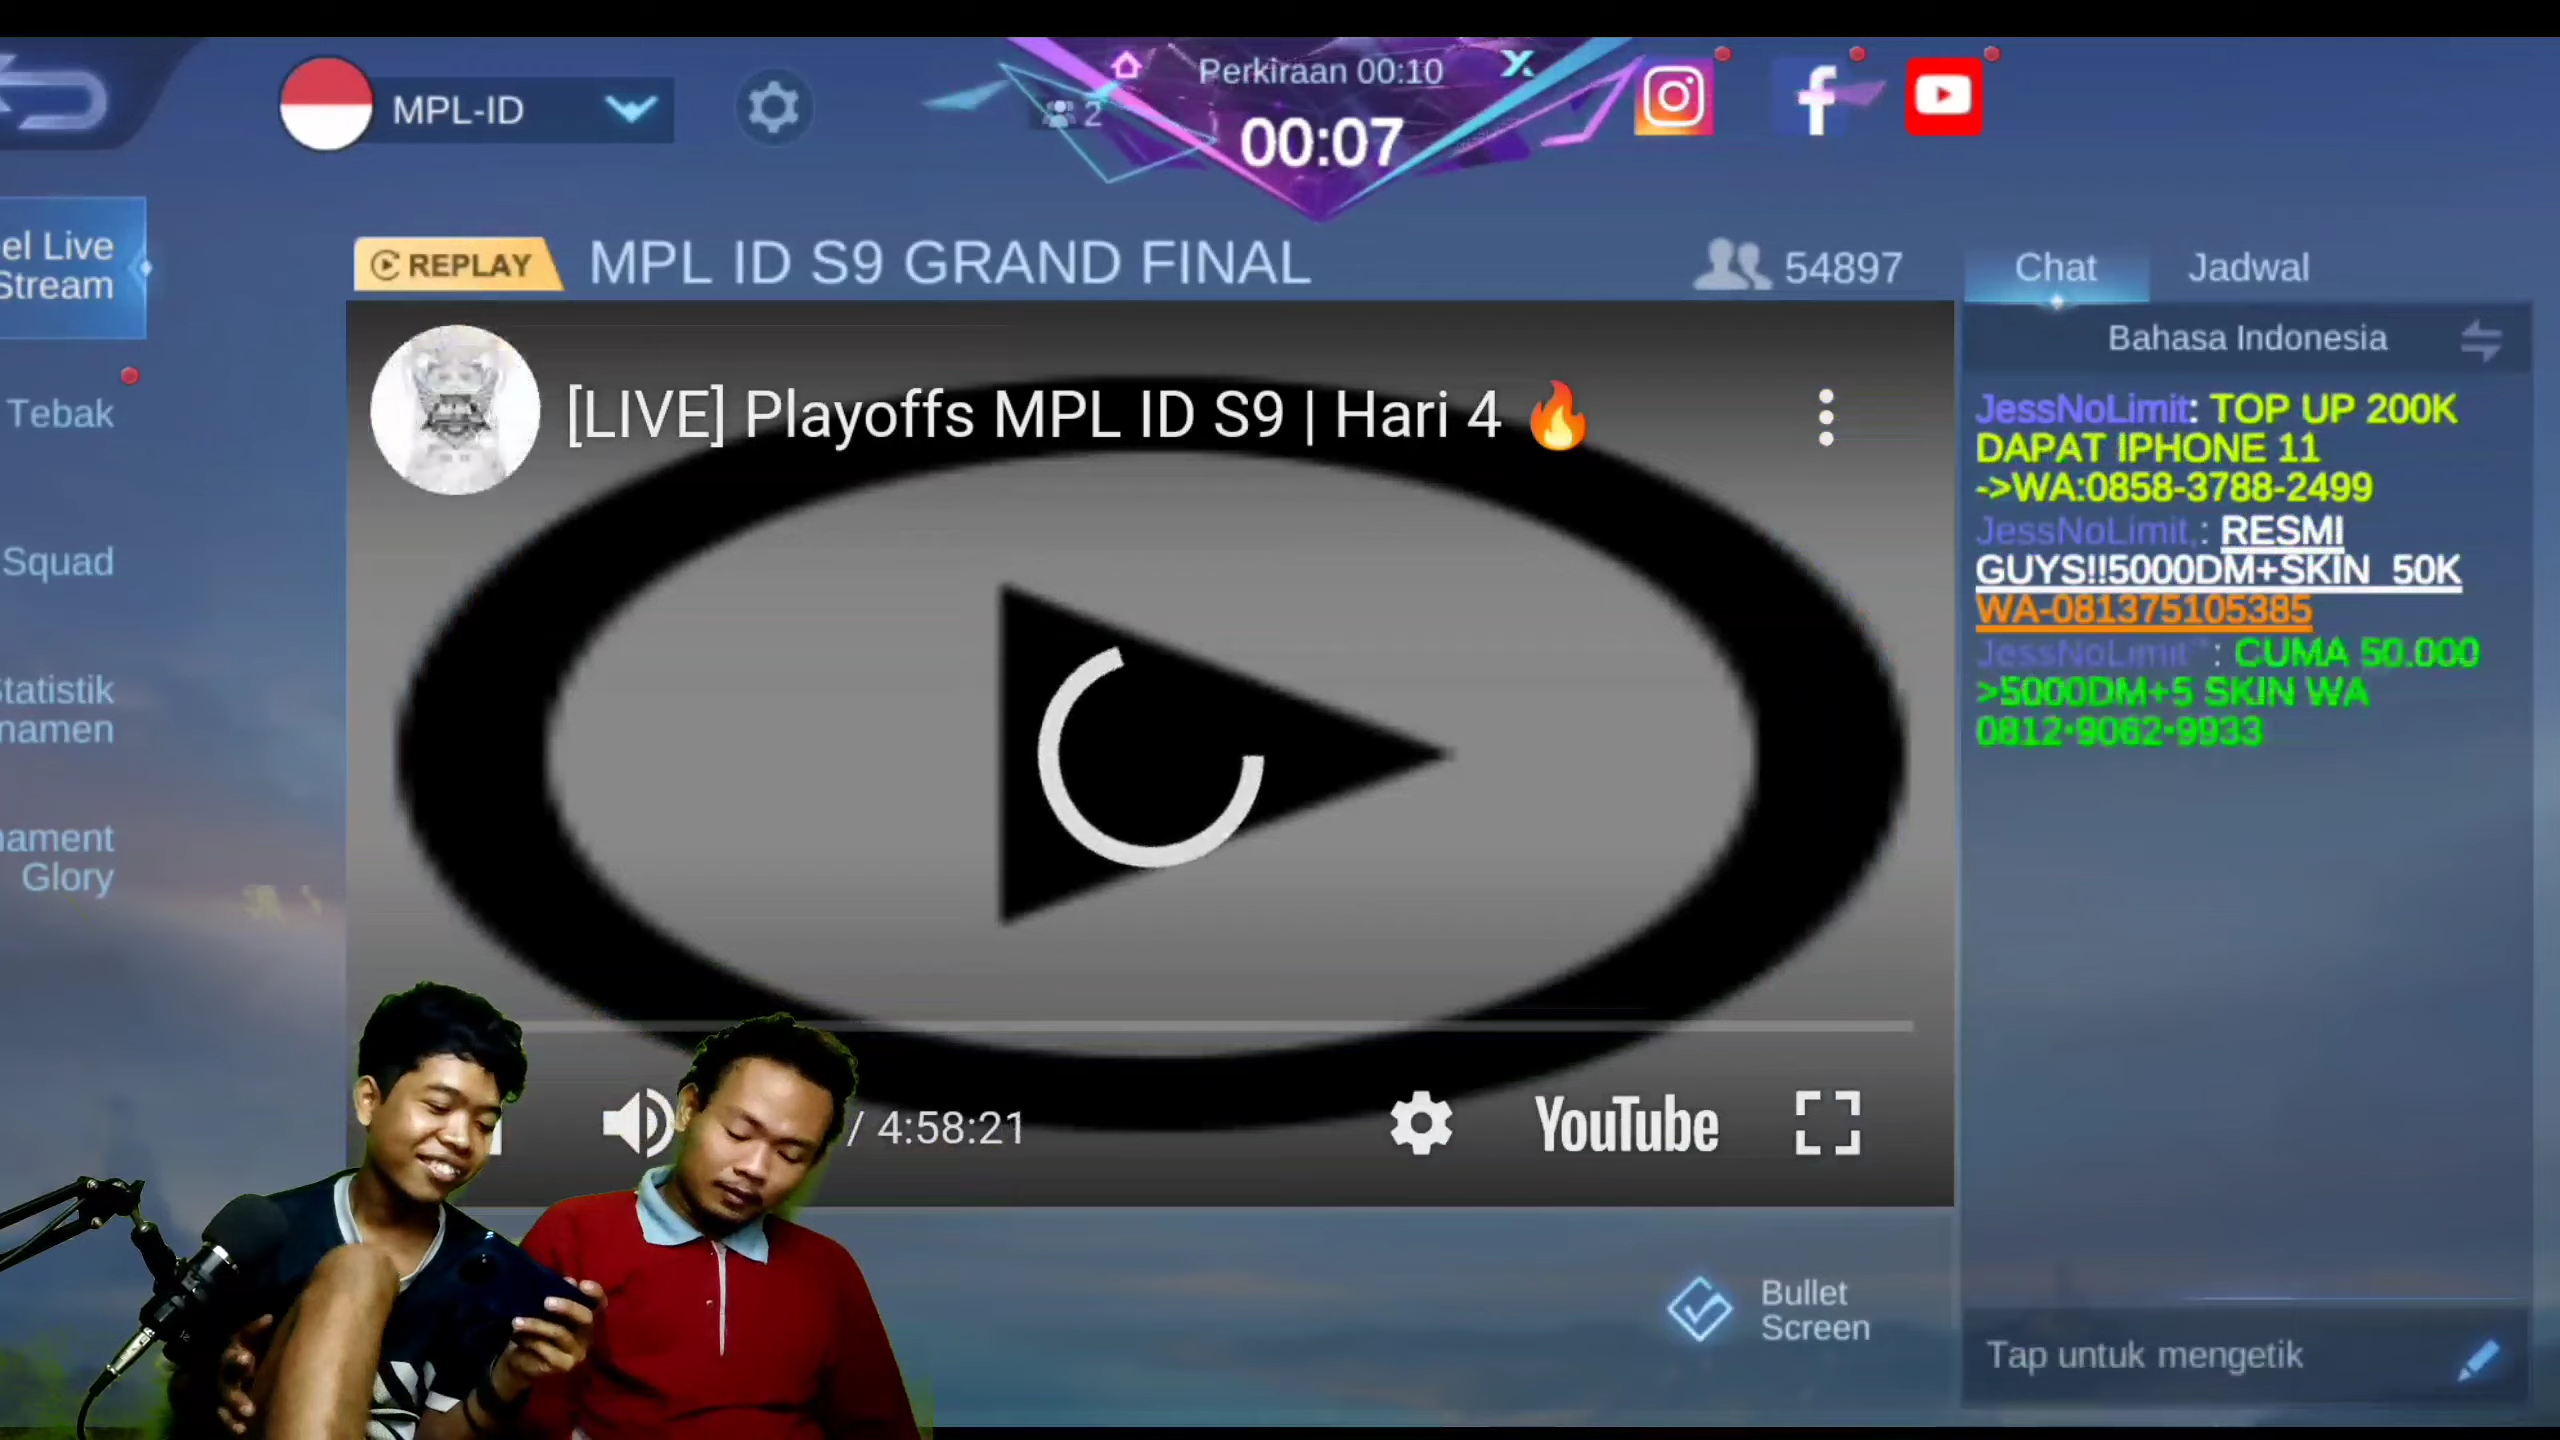 MPL-ID
2
Perkiraan 00:10
00:07
el Live
Stream
Tebak
Squad
tatistik
namen
ament
Glory
REPLAY
MPL ID S9 GRAND FINAL
54897
[LIVE] Playoffs MPL ID S9 | Hari 4 🔥
/ 4:58:21
YouTube
Bullet
Screen
Chat
Jadwal
Bahasa Indonesia
JessNoLimit: TOP UP 200K
DAPAT IPHONE 11
->WA:0858-3788-2499
JessNoLimit,: RESMI
GUYS!!5000DM+SKIN 50K
WA-081375105385
JessNoLimit™: CUMA 50.000
>5000DM+5 SKIN WA
0812•9062•9933
Tap untuk mengetik